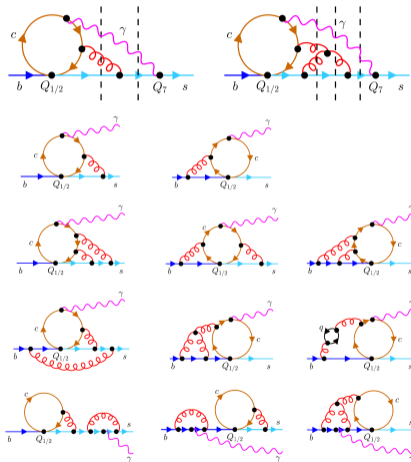 γ γ
c c
b Q1/2 Q7 s b Q1/2 Q7 s
γ γ
c c
b Q1/2 s b Q1/2 s
γ γ γ
c c c
b Q1/2 s b Q1/2 s b Q1/2 s
γ γ γ
c c q c
b Q1/2 s b Q1/2 s b Q1/2 s
c c c
b Q1/2 s b Q1/2 s b Q1/2 s
γ γ γ